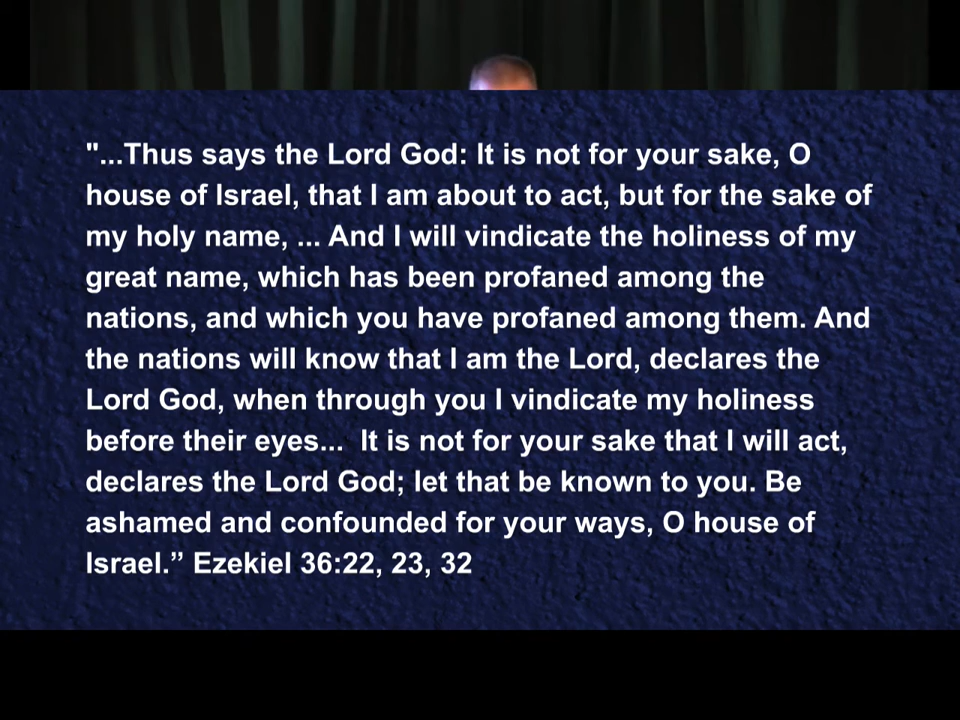 "...Thus says the Lord God: It is not for your sake, O
house of Israel, that I am about to act, but for the sake of
my holy name, ... And I will vindicate the holiness of my
great name, which has been profaned among the
nations, and which you have profaned among them. And
the nations will know that I am the Lord, declares the
Lord God, when through you I vindicate my holiness
before their eyes...  It is not for your sake that I will act,
declares the Lord God; let that be known to you. Be
ashamed and confounded for your ways, O house of
Israel.” Ezekiel 36:22, 23, 32